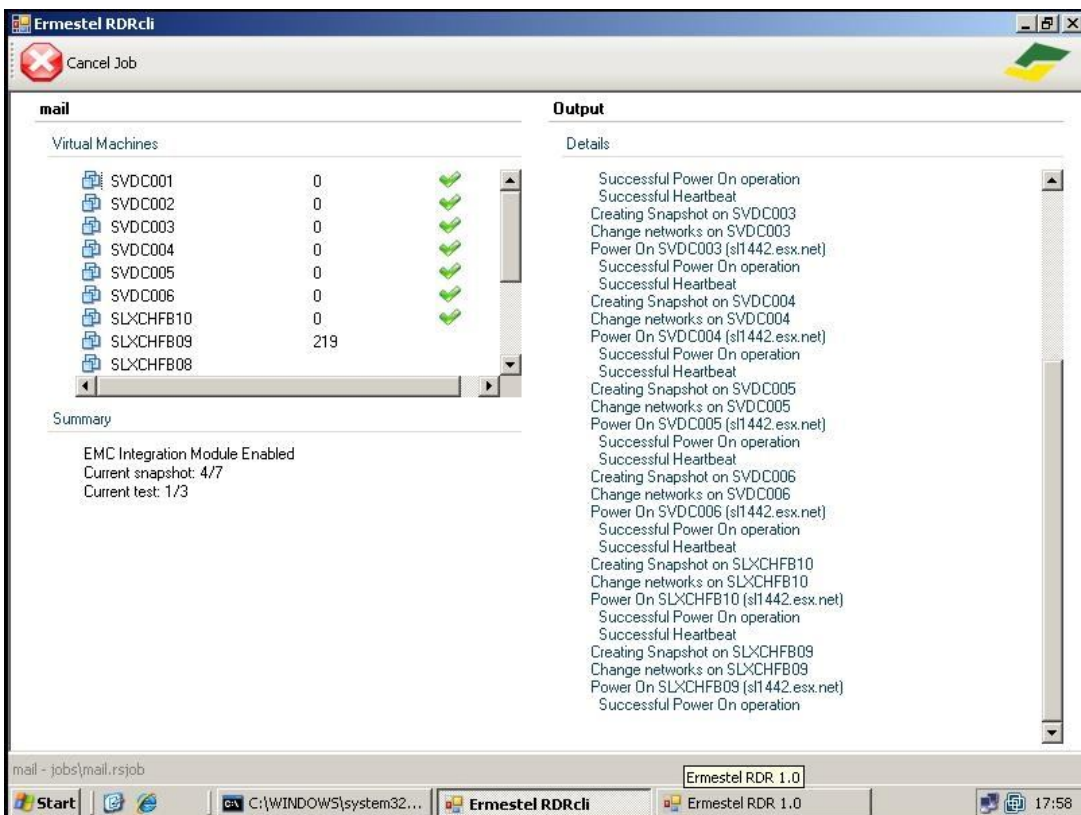 Ermestel RDRcli
Cancel Job
mail
Virtual Machines
SVDC001 0
SVDC002 0
SVDC003 0
SVDC004 0
SVDC005 0
SVDC006 0
SLXCHFB10 0
SLXCHFB09 219
SLXCHFB08
Summary
EMC Integration Module Enabled
Current snapshot: 4/7
Current test: 1/3
Output
Details
Successful Power On operation
Successful Heartbeat
Creating Snapshot on SVDC003
Change networks on SVDC003
Power On SVDC003 (sl1442.esx.net)
Successful Power On operation
Successful Heartbeat
Creating Snapshot on SVDC004
Change networks on SVDC004
Power On SVDC004 (sl1442.esx.net)
Successful Power On operation
Successful Heartbeat
Creating Snapshot on SVDC005
Change networks on SVDC005
Power On SVDC005 (sl1442.esx.net)
Successful Power On operation
Successful Heartbeat
Creating Snapshot on SVDC006
Change networks on SVDC006
Power On SVDC006 (sl1442.esx.net)
Successful Power On operation
Successful Heartbeat
Creating Snapshot on SLXCHFB10
Change networks on SLXCHFB10
Power On SLXCHFB10 (sl1442.esx.net)
Successful Power On operation
Successful Heartbeat
Creating Snapshot on SLXCHFB09
Change networks on SLXCHFB09
Power On SLXCHFB09 (sl1442.esx.net)
Successful Power On operation
mail - jobs\mail.rsjob
Ermestel RDR 1.0
Start C:\WINDOWS\system32... Ermestel RDRcli Ermestel RDR 1.0 17:58